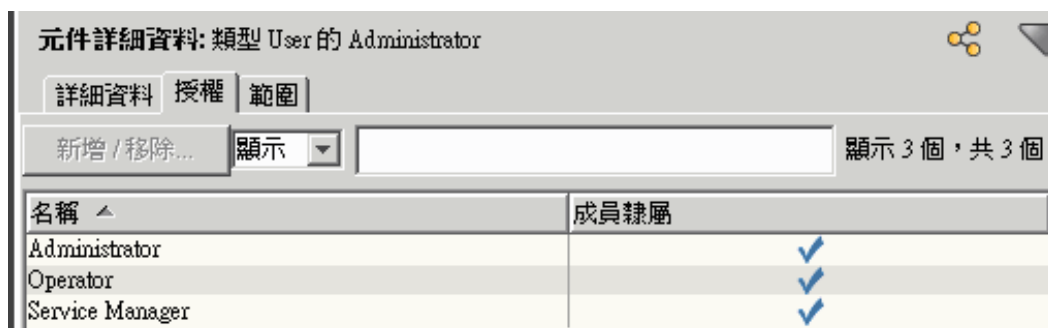 元件詳細資料: 類型 User 的 Administrator
詳細資料 授權 範圍
新增 / 移除... 顯示 顯示 3 個，共 3 個
名稱 成員隸屬
Administrator
Operator
Service Manager